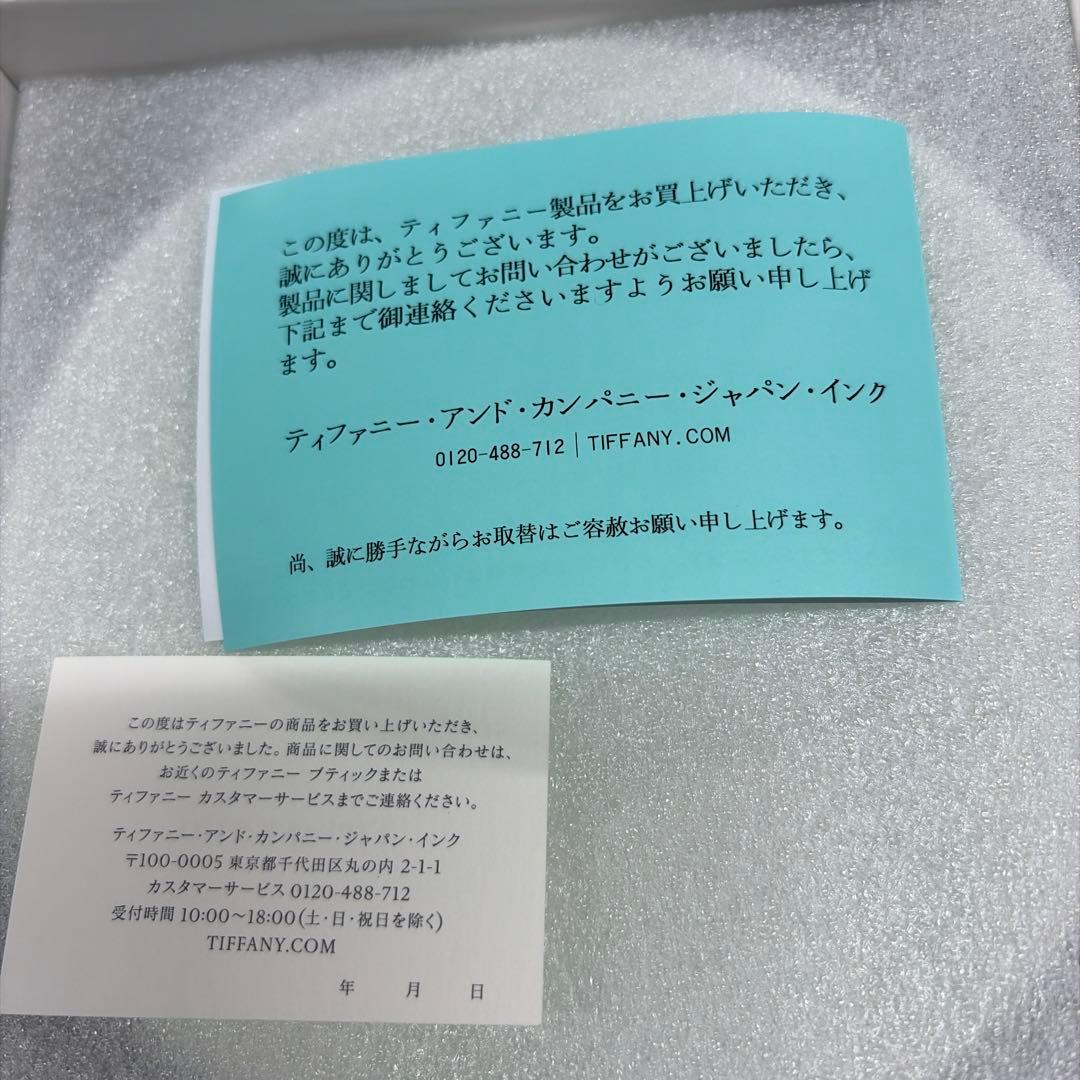 この度は、ティファニー製品をお買上げいただき、
誠にありがとうございます。
製品に関しましてお問い合わせがございましたら、
下記まで御連絡くださいますようお願い申し上げ
ます。
ティファニー・アンド・カンパニー・ジャパン・インク
0120-488-712 | TIFFANY.COM
尚、誠に勝手ながらお取替はご容赦お願い申し上げます。
この度はティファニーの商品をお買い上げいただき、
誠にありがとうございました。商品に関してのお問い合わせは、
お近くのティファニー ブティックまたは
ティファニー カスタマーサービスまでご連絡ください。
ティファニー・アンド・カンパニー・ジャパン・インク
〒100-0005 東京都千代田区丸の内 2-1-1
カスタマーサービス 0120-488-712
受付時間 10:00〜18:00(土・日・祝日を除く)
TIFFANY.COM
年 月 日